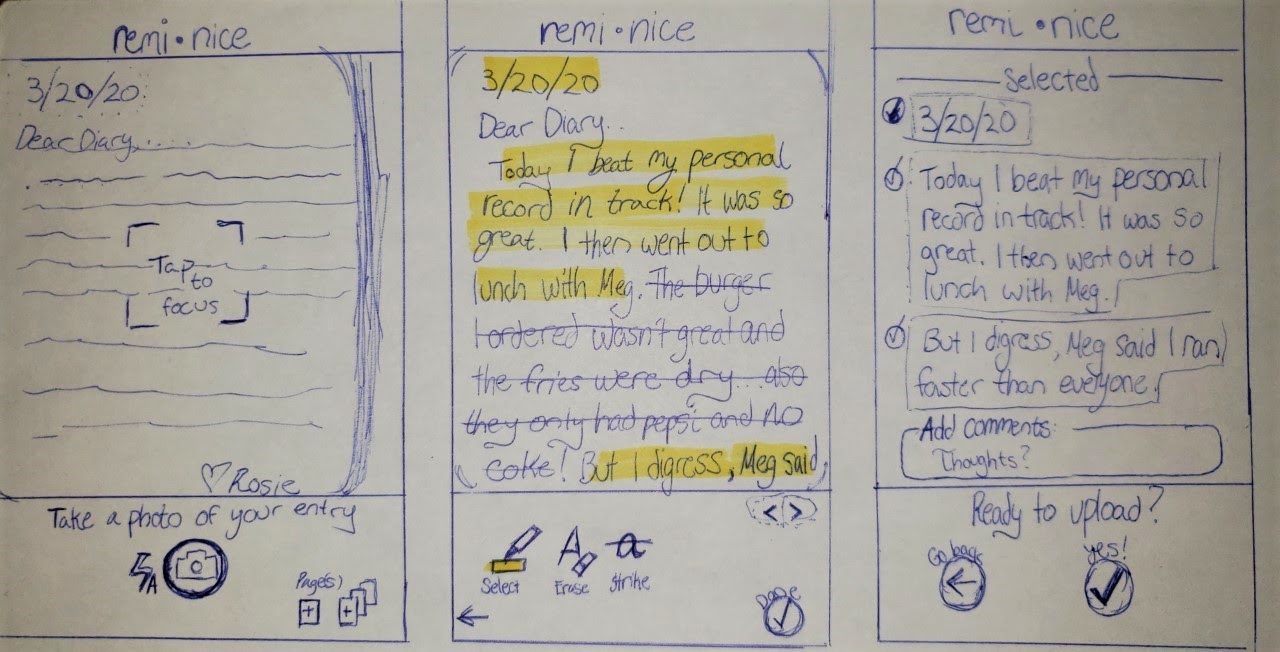 remi•nice
3/20/20:
Dear Diary.....
Tap
to
focus
♡ Rosie
Take a photo of your entry
A
Page(s)
+
+
remi•nice
3/20/20
Dear Diary..
Today I beat my personal
record in track! It was so
great. I then went out to
lunch with Meg. The burger
I ordered wasn't great and
the fries were dry...also
they only had pepsi and no
coke! But I digress, Meg said
< >
A a
Select Erase Strike
Done
remi•nice
Selected
3/20/20
Today I beat my personal
record in track! It was so
great. I then went out to
lunch with Meg.
But I digress, Meg said I ran
faster than everyone.
Add comments:
Thoughts?
Ready to upload?
Go back
yes!